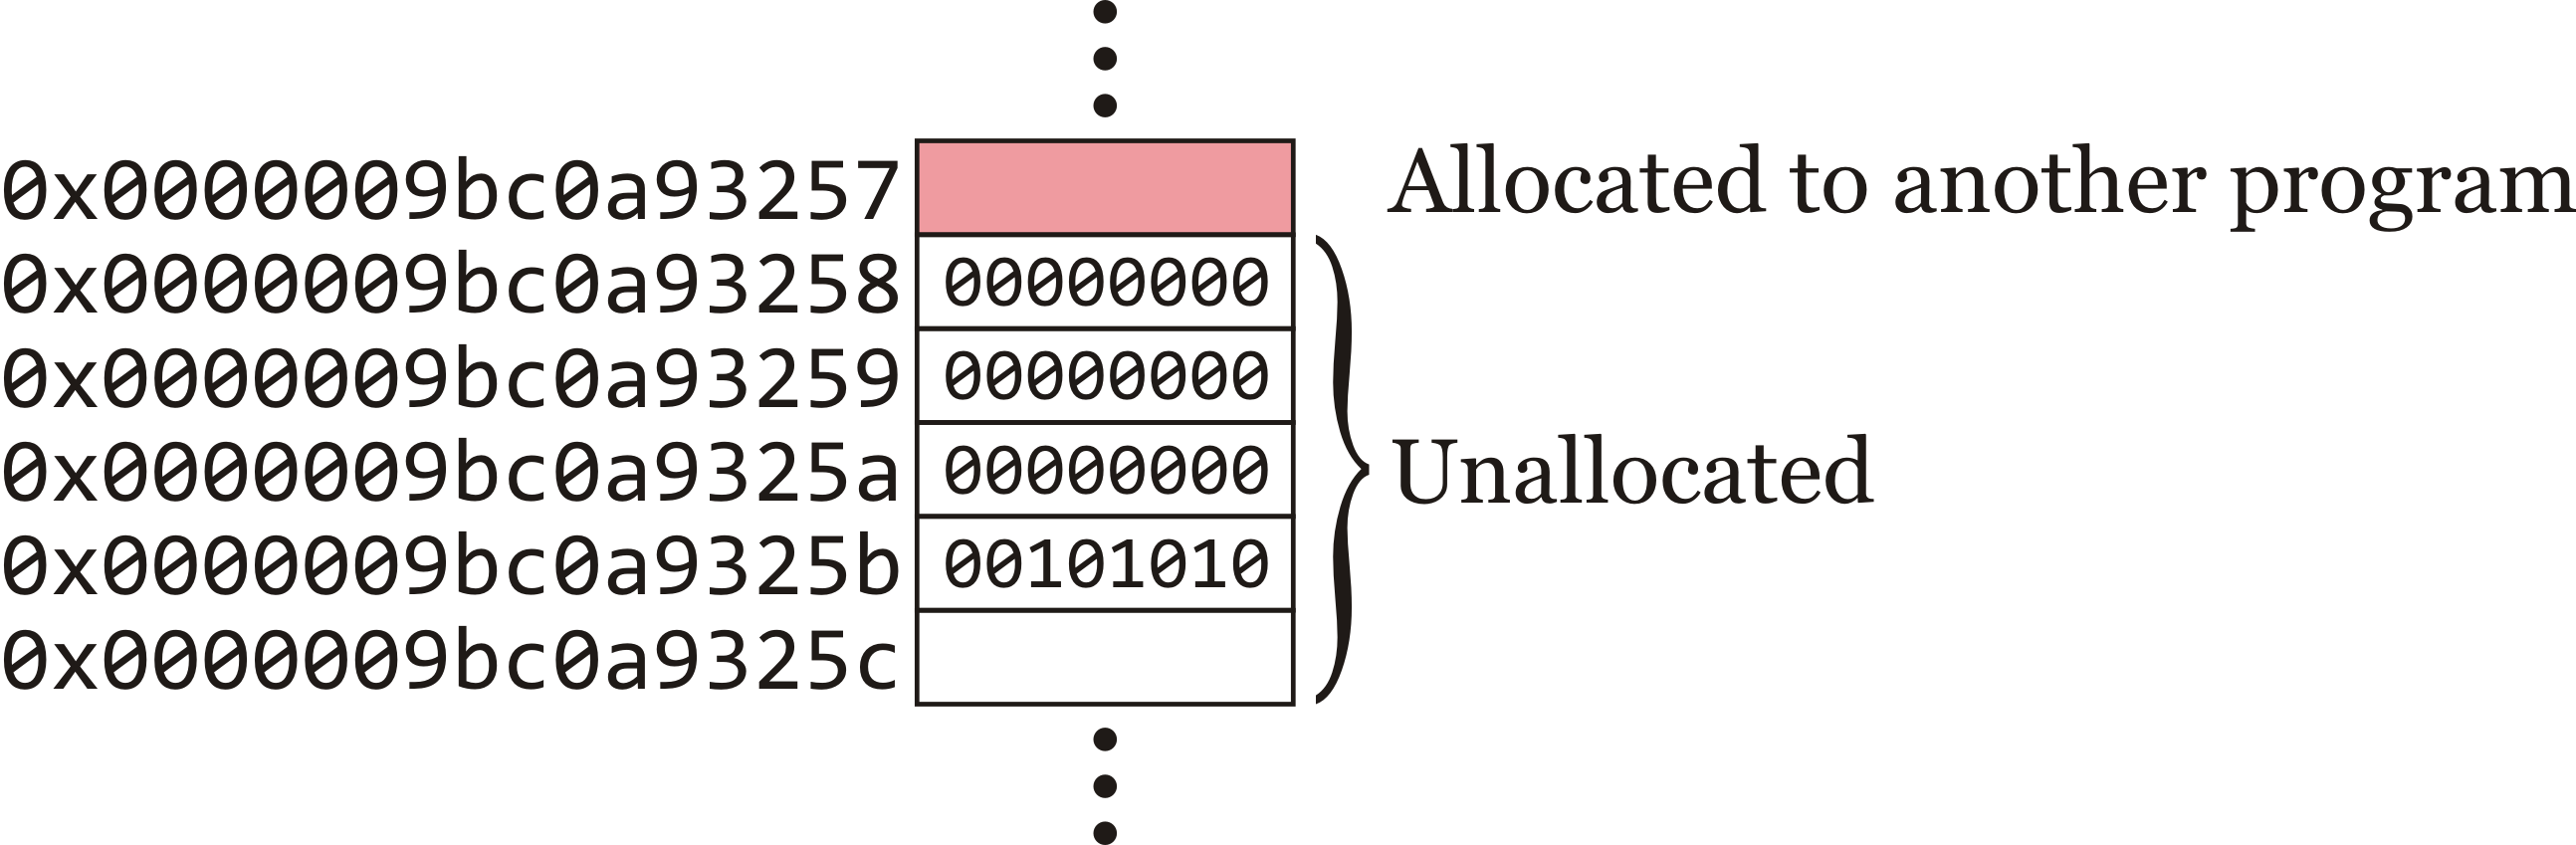 0x0000009bc0a93257 Allocated to another program
0x0000009bc0a93258 00000000
0x0000009bc0a93259 00000000
0x0000009bc0a9325a 00000000 Unallocated
0x0000009bc0a9325b 00101010
0x0000009bc0a9325c